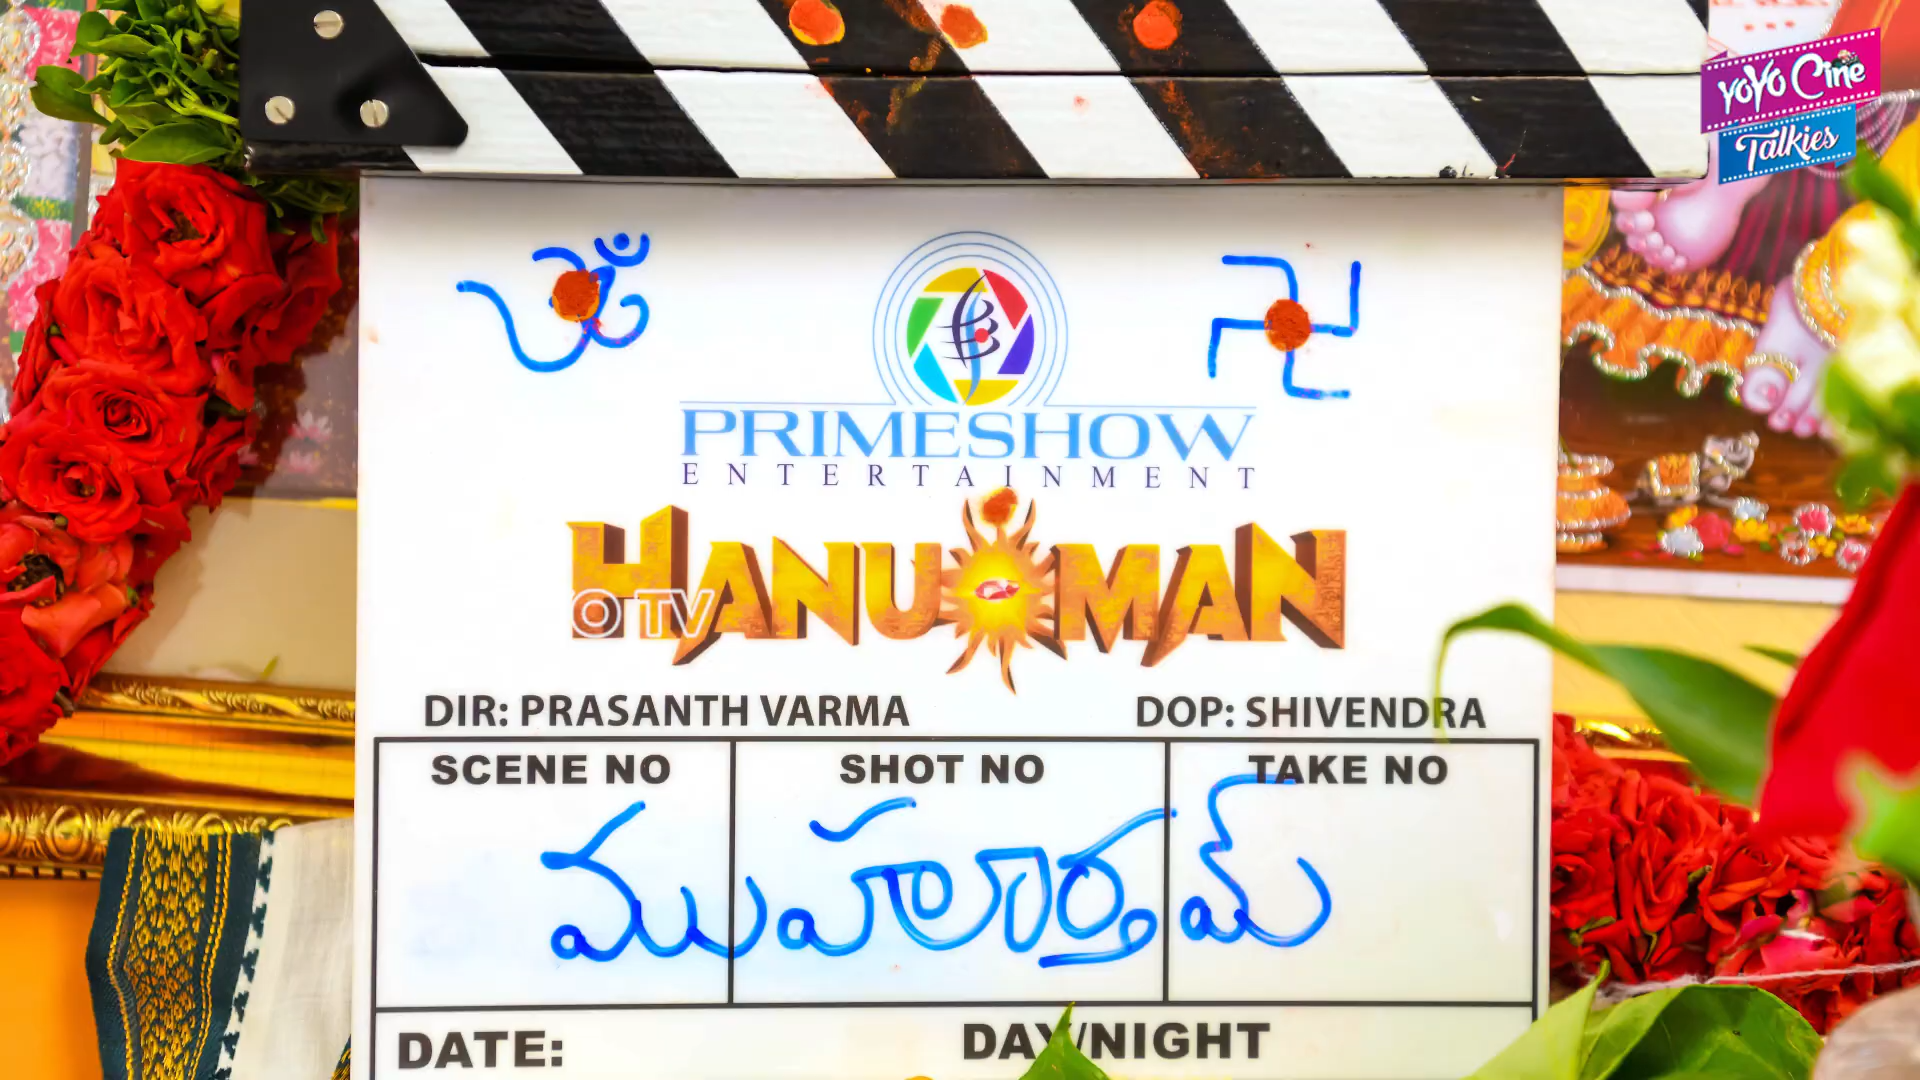 YOYO Cine
Talkies
ॐ
PRIMESHOW
ENTERTAINMENT
HANUMAN
O TV
DIR: PRASANTH VARMA
DOP: SHIVENDRA
SCENE NO
SHOT NO
TAKE NO
ముహూర్తమ్
DATE:
DAY/NIGHT